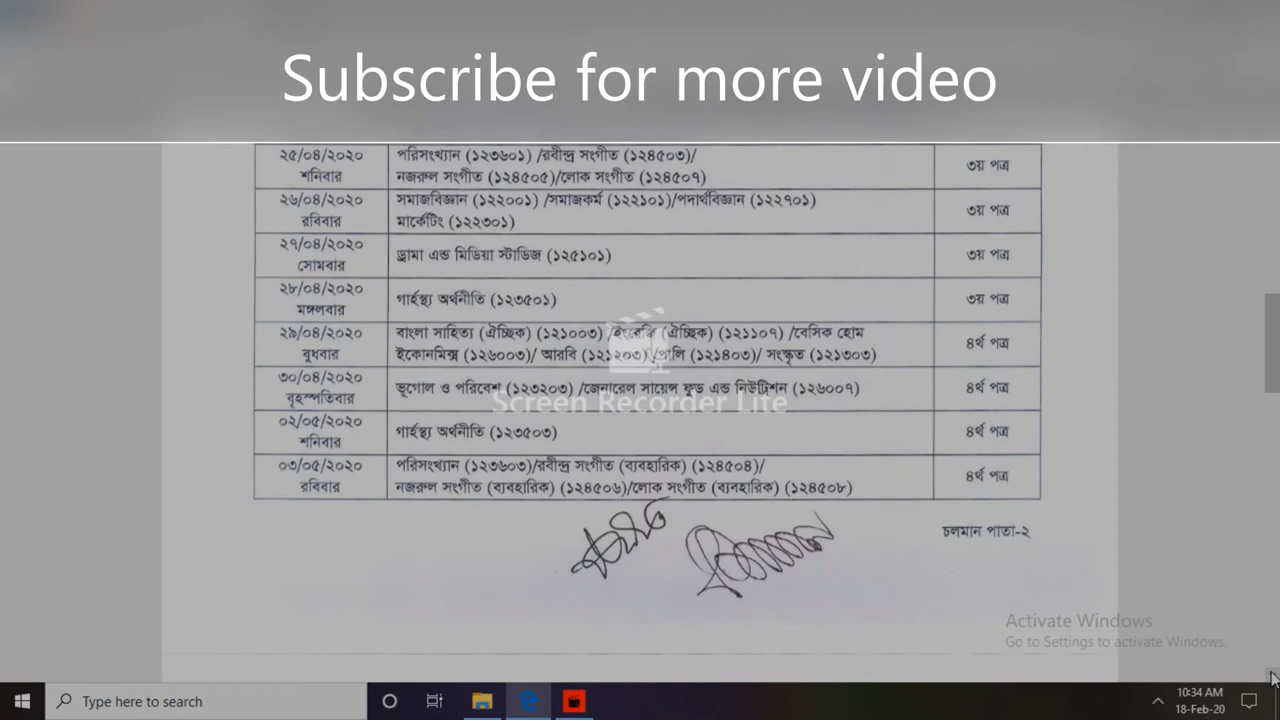 Subscribe for more video
২৫/০৪/২০২০
শনিবার
পরিসংখ্যান (১২৩৬০১) /রবীন্দ্র সংগীত (১২৪৫০৩)/
নজরুল সংগীত (১২৪৫০৫)/লোক সংগীত (১২৪৫০৭)
৩য় পত্র
২৬/০৪/২০২০
রবিবার
সমাজবিজ্ঞান (১২২০০১) /সমাজকর্ম (১২২১০১)/পদার্থবিজ্ঞান (১২২৭০১)
মার্কেটিং (১২২৩০১)
৩য় পত্র
২৭/০৪/২০২০
সোমবার
ড্রামা এন্ড মিডিয়া স্টাডিজ (১২৫১০১)
৩য় পত্র
২৮/০৪/২০২০
মঙ্গলবার
গার্হস্থ্য অর্থনীতি (১২৩৫০১)
৩য় পত্র
২৯/০৪/২০২০
বুধবার
বাংলা সাহিত্য (ঐচ্ছিক) (১২১০০৩) /ইংরেজি (ঐচ্ছিক) (১২১১০৭) /বেসিক হোম
ইকোনমিক্স (১২৬০০৩)/ আরবি (১২১২০৩)/পালি (১২১৪০৩)/ সংস্কৃত (১২১৩০৩)
৪র্থ পত্র
৩০/০৪/২০২০
বৃহস্পতিবার
ভূগোল ও পরিবেশ (১২৩২০৩) /জেনারেল সায়েন্স ফুড এন্ড নিউট্রিশন (১২৬০০৭)
৪র্থ পত্র
Screen Recorder Lite
০২/০৫/২০২০
শনিবার
গার্হস্থ্য অর্থনীতি (১২৩৫০৩)
৪র্থ পত্র
০৩/০৫/২০২০
রবিবার
পরিসংখ্যান (১২৩৬০৩)/রবীন্দ্র সংগীত (ব্যবহারিক) (১২৪৫০৪)/
নজরুল সংগীত (ব্যবহারিক) (১২৪৫০৬)/লোক সংগীত (ব্যবহারিক) (১২৪৫০৮)
৪র্থ পত্র
চলমান পাতা-২
Activate Windows
Go to Settings to activate Windows.
Type here to search
10:34 AM
18-Feb-20